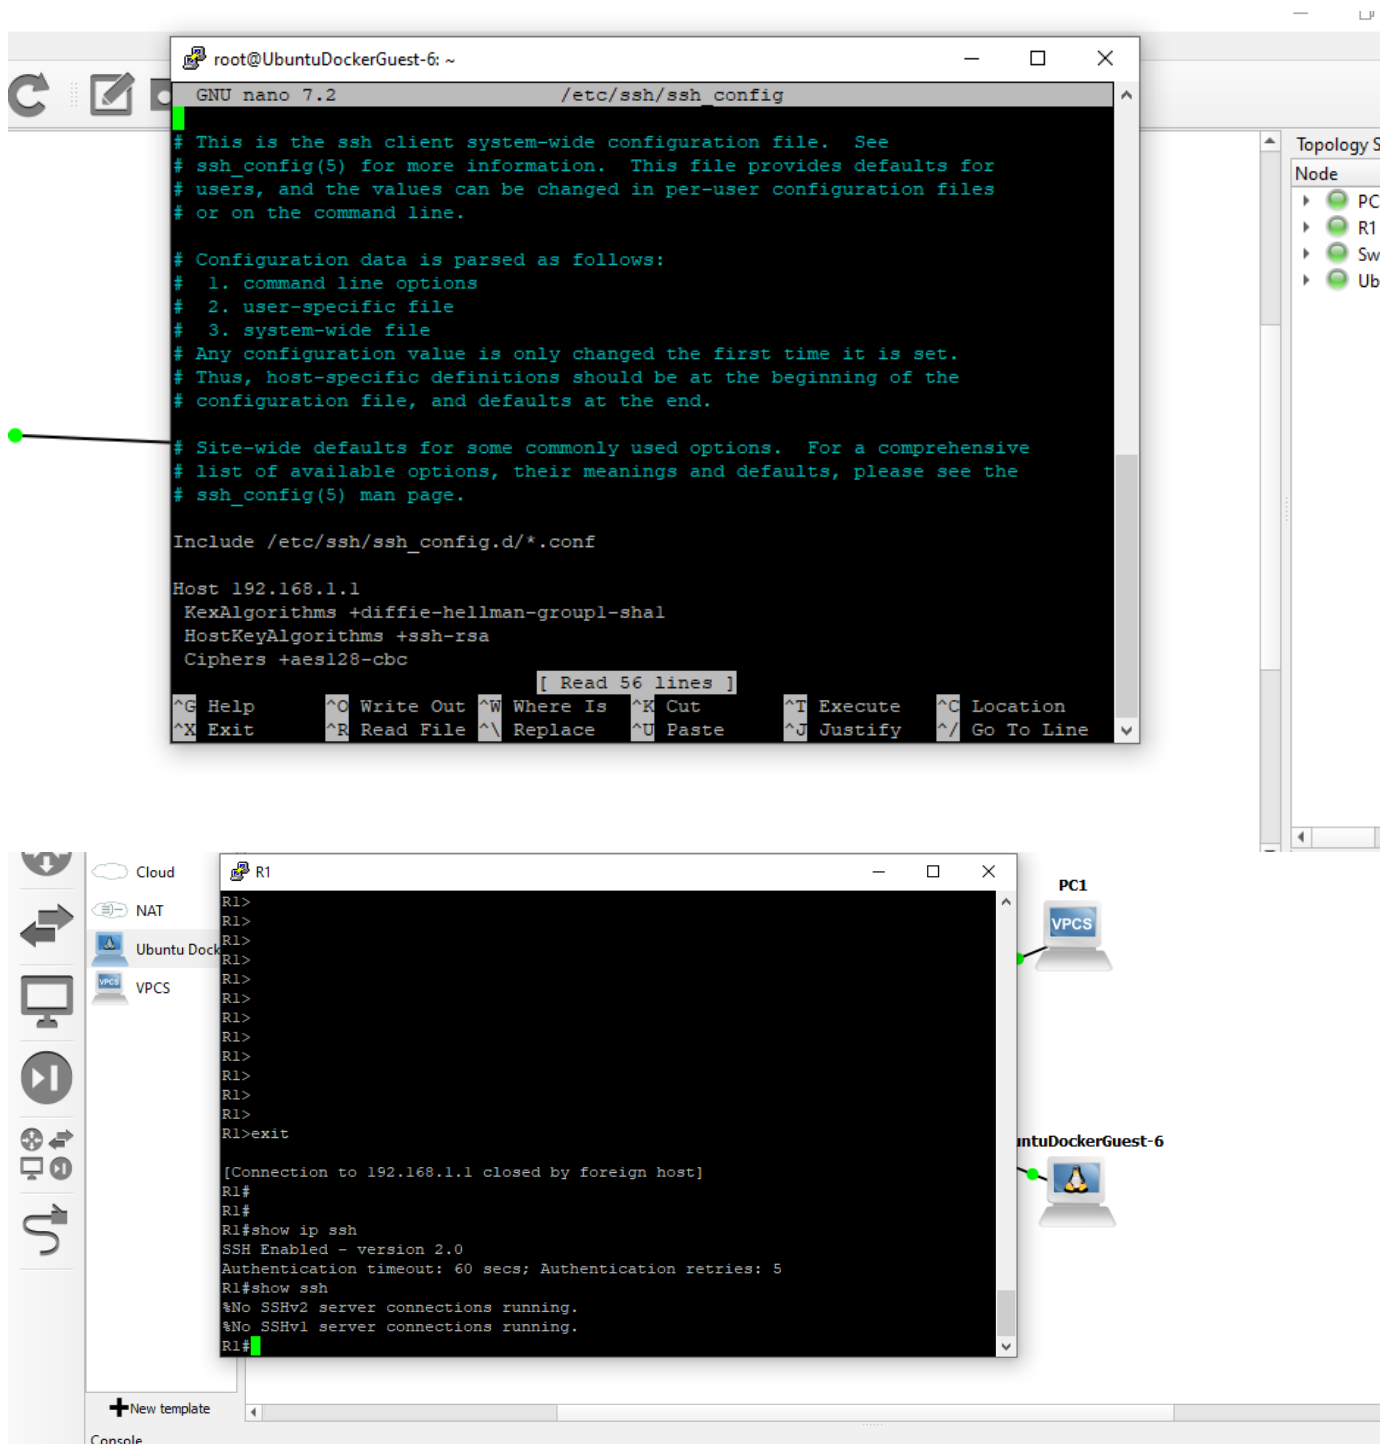 root@UbuntuDockerGuest-6: ~
GNU nano 7.2 /etc/ssh/ssh_config
# This is the ssh client system-wide configuration file.  See
# ssh_config(5) for more information.  This file provides defaults for
# users, and the values can be changed in per-user configuration files
# or on the command line.
# Configuration data is parsed as follows:
#  1. command line options
#  2. user-specific file
#  3. system-wide file
# Any configuration value is only changed the first time it is set.
# Thus, host-specific definitions should be at the beginning of the
# configuration file, and defaults at the end.
# Site-wide defaults for some commonly used options.  For a comprehensive
# list of available options, their meanings and defaults, please see the
# ssh_config(5) man page.
Include /etc/ssh/ssh_config.d/*.conf
Host 192.168.1.1
KexAlgorithms +diffie-hellman-group1-sha1
HostKeyAlgorithms +ssh-rsa
Ciphers +aes128-cbc
[ Read 56 lines ]
^G Help ^O Write Out ^W Where Is ^K Cut ^T Execute ^C Location
^X Exit ^R Read File ^\ Replace ^U Paste ^J Justify ^/ Go To Line
Topology S
Node
PC
R1
Sw
Ub
Cloud
NAT
Ubuntu Dock
VPCS
VPCS
R1
R1>
R1>
R1>
R1>
R1>
R1>
R1>
R1>
R1>
R1>
R1>
R1>
R1>exit
[Connection to 192.168.1.1 closed by foreign host]
R1#
R1#
R1#show ip ssh
SSH Enabled - version 2.0
Authentication timeout: 60 secs; Authentication retries: 5
R1#show ssh
%No SSHv2 server connections running.
%No SSHv1 server connections running.
R1#
PC1
VPCS
untuDockerGuest-6
New template
Console